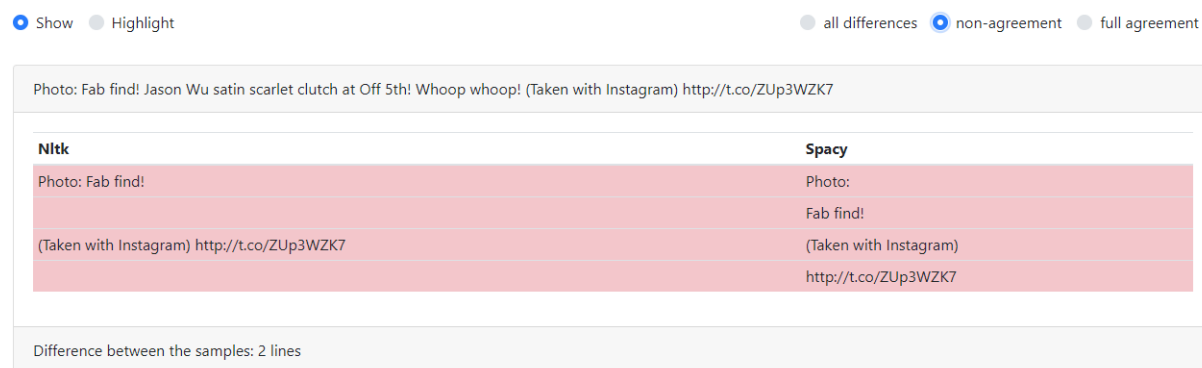 Show Highlight all differences non-agreement full agreement
Photo: Fab find! Jason Wu satin scarlet clutch at Off 5th! Whoop whoop! (Taken with Instagram) http://t.co/ZUp3WZK7
Nltk Spacy
Photo: Fab find! Photo:
Fab find!
(Taken with Instagram) http://t.co/ZUp3WZK7 (Taken with Instagram)
http://t.co/ZUp3WZK7
Difference between the samples: 2 lines